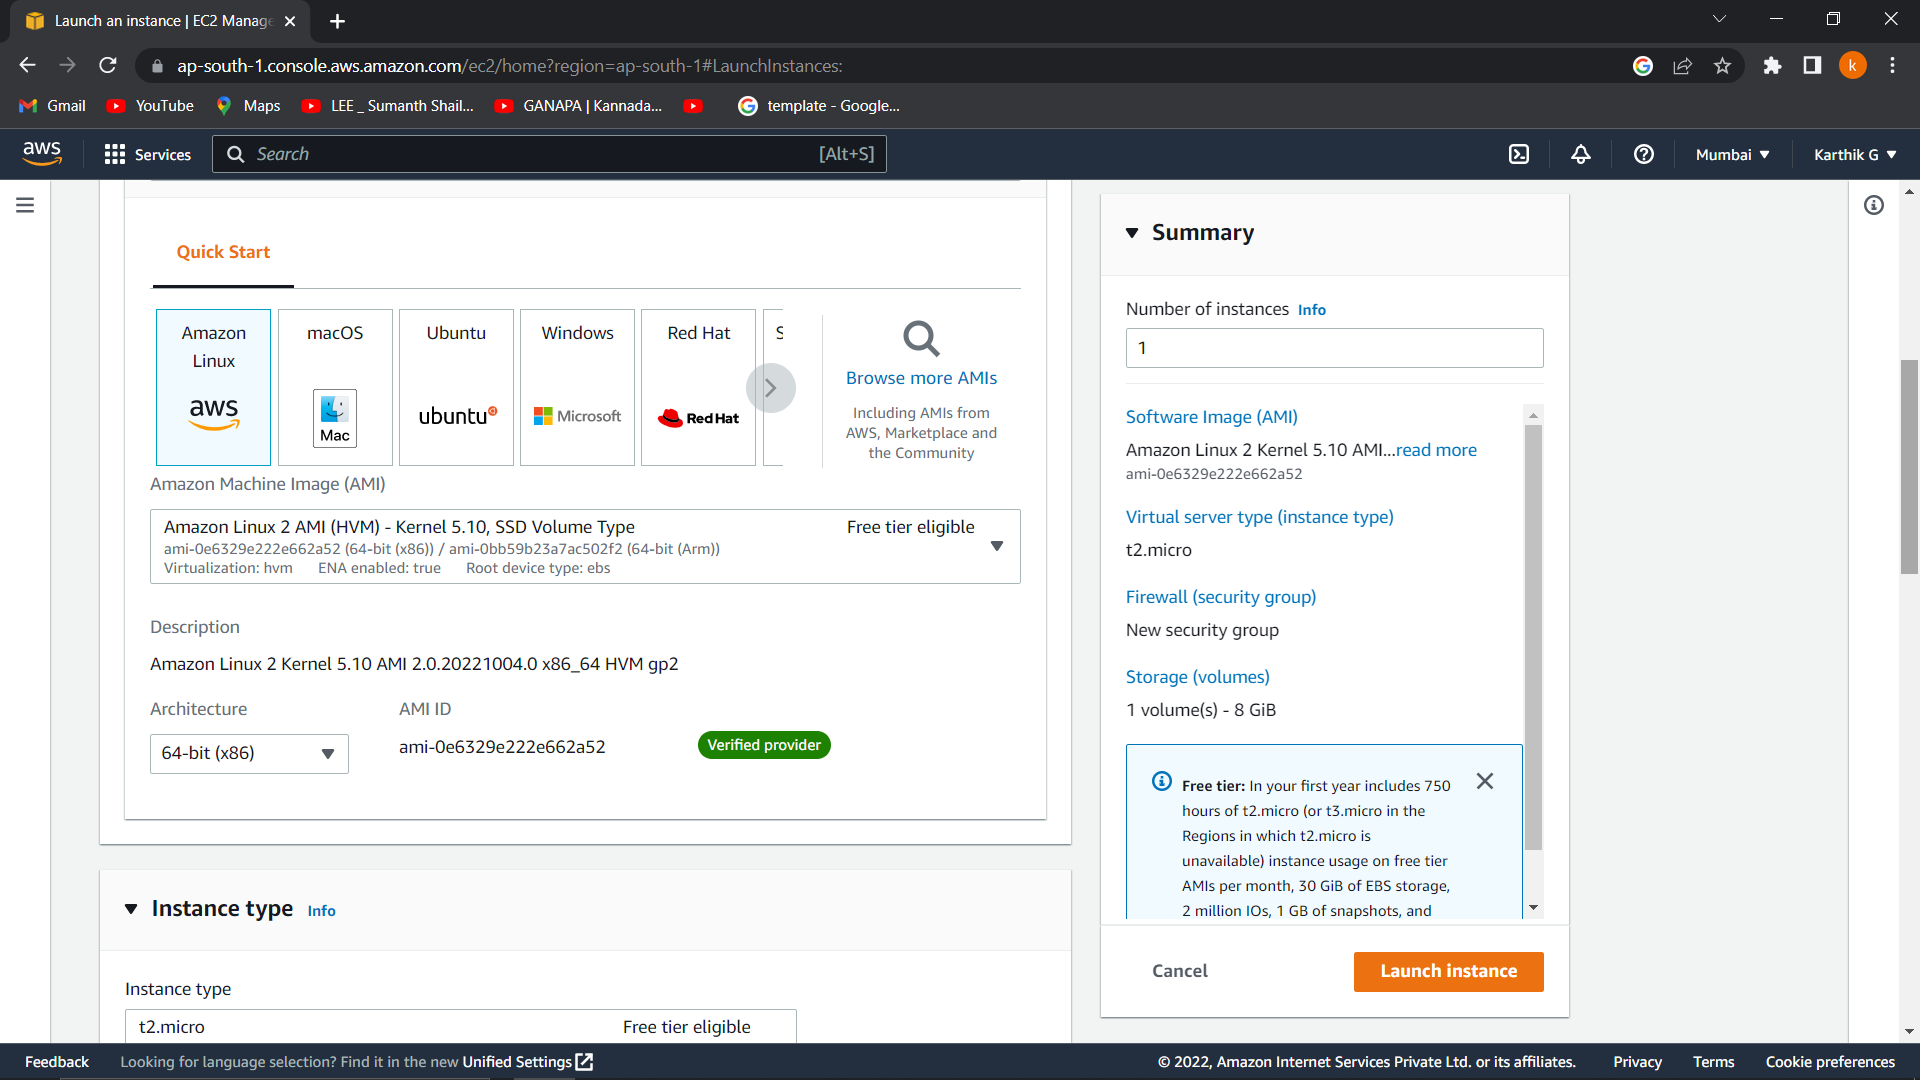 Launch an instance | EC2 Manage
ap-south-1.console.aws.amazon.com/ec2/home?region=ap-south-1#LaunchInstances:
k
Gmail
YouTube
Maps
LEE _ Sumanth Shail...
GANAPA | Kannada...
template - Google...
aws
Services
Search
[Alt+S]
Mumbai
Karthik G
Quick Start
Amazon
Linux
aws
macOS
Mac
Ubuntu
ubuntu
Windows
Microsoft
Red Hat
Red Hat
S
Browse more AMIs
Including AMIs from
AWS, Marketplace and
the Community
Amazon Machine Image (AMI)
Amazon Linux 2 AMI (HVM) - Kernel 5.10, SSD Volume Type
Free tier eligible
ami-0e6329e222e662a52 (64-bit (x86)) / ami-0bb59b23a7ac502f2 (64-bit (Arm))
Virtualization: hvm ENA enabled: true Root device type: ebs
Description
Amazon Linux 2 Kernel 5.10 AMI 2.0.20221004.0 x86_64 HVM gp2
Architecture
AMI ID
64-bit (x86)
ami-0e6329e222e662a52
Verified provider
Instance type Info
Instance type
t2.micro
Free tier eligible
Summary
Number of instances Info
1
Software Image (AMI)
Amazon Linux 2 Kernel 5.10 AMI...read more
ami-0e6329e222e662a52
Virtual server type (instance type)
t2.micro
Firewall (security group)
New security group
Storage (volumes)
1 volume(s) - 8 GiB
Free tier: In your first year includes 750
hours of t2.micro (or t3.micro in the
Regions in which t2.micro is
unavailable) instance usage on free tier
AMIs per month, 30 GiB of EBS storage,
2 million IOs, 1 GB of snapshots, and
Cancel
Launch instance
Feedback
Looking for language selection? Find it in the new Unified Settings
© 2022, Amazon Internet Services Private Ltd. or its affiliates.
Privacy
Terms
Cookie preferences